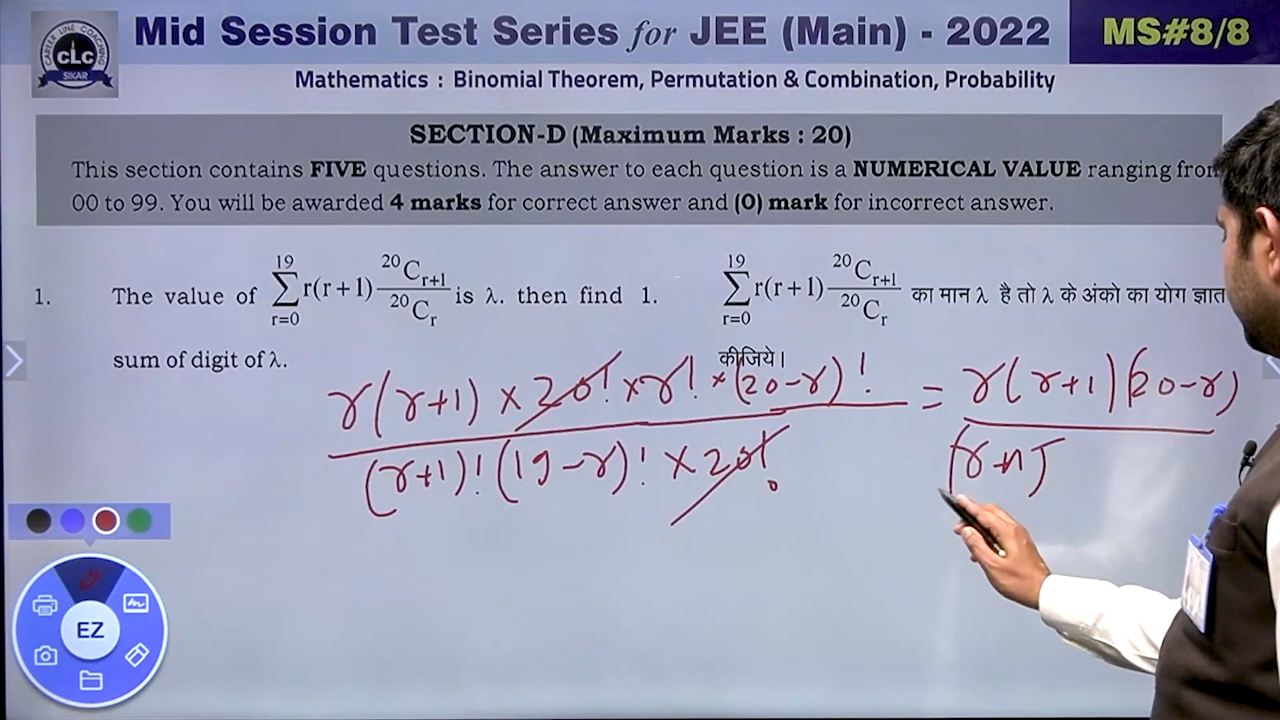 CAREER LINE COACHING
CLC
SIKAR
Mid Session Test Series for JEE (Main) - 2022
MS#8/8
Mathematics : Binomial Theorem, Permutation & Combination, Probability
SECTION-D (Maximum Marks : 20)
This section contains FIVE questions. The answer to each question is a NUMERICAL VALUE ranging from
00 to 99. You will be awarded 4 marks for correct answer and (0) mark for incorrect answer.
1. The value of ∑_{r=0}^{19} r(r+1) ²⁰C_{r+1}/²⁰C_r is λ. then find
sum of digit of λ.
1. ∑_{r=0}^{19} r(r+1) ²⁰C_{r+1}/²⁰C_r का मान λ है तो λ के अंको का योग ज्ञात
कीजिये।
r(r+1) × 20! × r! × (20-r)! = r(r+1)(20-r)
(r+1)! (19-r)! × 20! (r+1)
EZ